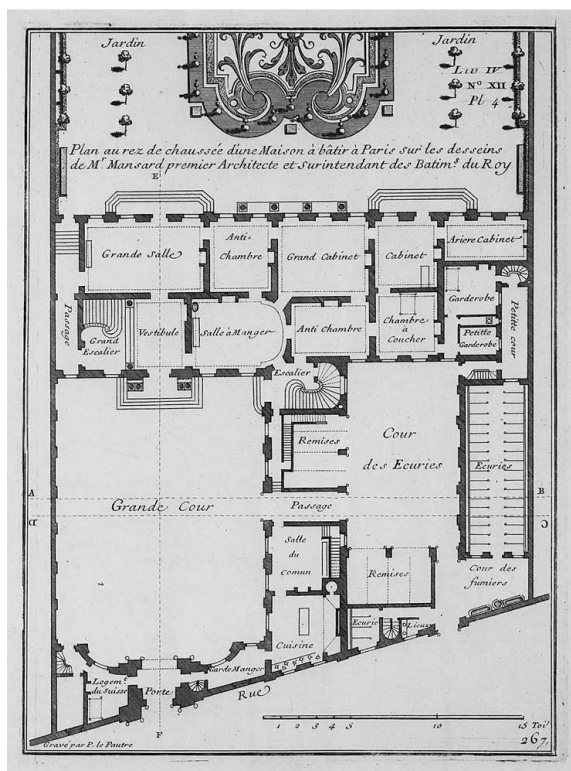 Jardin
Jardin
Liv IV
N.º XII
Pl 4
Plan au rez de chaussée d'une Maison à bâtir à Paris sur les desseins
de M.r Mansard premier Architecte et Surintendant des Batim.s du Roy
E
Grande Salle
Anti-
Chambre
Grand Cabinet
Cabinet
Ariere Cabinet
Passage
Grand
Escalier
Vestibule
Salle à Manger
Anti Chambre
Chambre
à
Coucher
Garderobe
Petitte
Garderobe
Petitte cour
Escalier
Remises
Cour
des Ecuries
Ecuries
A
D
Grande Cour
Passage
B
C
Salle
du
Comun
Remises
Cour des
fumiers
Cuisine
Ecurie
Lieux
Garde Manger
Logem.t
du Suisse
Porte
Rue
F
1 2 3 4 5 10 15 Toi.
267.
Gravé par P. le Pautre